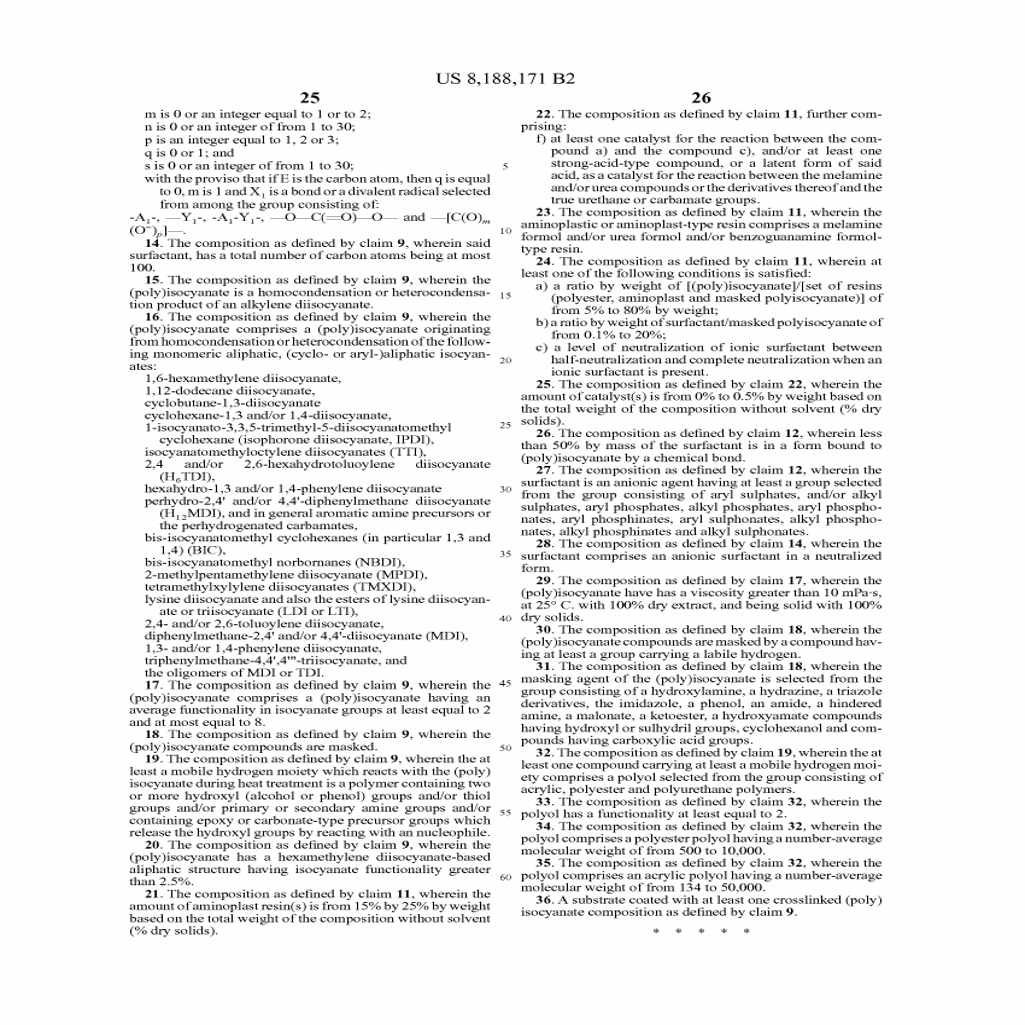 US 8,188,171 B2
25
m is 0 or an integer equal to 1 or to 2;
n is 0 or an integer of from 1 to 30;
p is an integer equal to 1, 2 or 3;
q is 0 or 1; and
s is 0 or an integer of from 1 to 30;
with the proviso that if E is the carbon atom, then q is equal
to 0, m is 1 and X₁ is a bond or a divalent radical selected
from among the group consisting of:
-A₁-, —Y₁-, -A₁-Y₁-, —O—C(═O)—O— and —[C(O)ₘ
(O⁻)ₚ]—.
14. The composition as defined by claim 9, wherein said
surfactant, has a total number of carbon atoms being at most
100.
15. The composition as defined by claim 9, wherein the
(poly)isocyanate is a homocondensation or heterocondensa-
tion product of an alkylene diisocyanate.
16. The composition as defined by claim 9, wherein the
(poly)isocyanate comprises a (poly)isocyanate originating
from homocondensation or heterocondensation of the follow-
ing monomeric aliphatic, (cyclo- or aryl-)aliphatic isocyan-
ates:
1,6-hexamethylene diisocyanate,
1,12-dodecane diisocyanate,
cyclobutane-1,3-diisocyanate
cyclohexane-1,3 and/or 1,4-diisocyanate,
1-isocyanato-3,3,5-trimethyl-5-diisocyanatomethyl
cyclohexane (isophorone diisocyanate, IPDI),
isocyanatomethyloctylene diisocyanates (TTI),
2,4 and/or 2,6-hexahydrotoluoylene diisocyanate
(H₆TDI),
hexahydro-1,3 and/or 1,4-phenylene diisocyanate
perhydro-2,4' and/or 4,4'-diphenylmethane diisocyanate
(H₁₂MDI), and in general aromatic amine precursors or
the perhydrogenated carbamates,
bis-isocyanatomethyl cyclohexanes (in particular 1,3 and
1,4) (BIC),
bis-isocyanatomethyl norbornanes (NBDI),
2-methylpentamethylene diisocyanate (MPDI),
tetramethylxylylene diisocyanates (TMXDI),
lysine diisocyanate and also the esters of lysine diisocyan-
ate or triisocyanate (LDI or LTI),
2,4- and/or 2,6-toluoylene diisocyanate,
diphenylmethane-2,4' and/or 4,4'-diisocyanate (MDI),
1,3- and/or 1,4-phenylene diisocyanate,
triphenylmethane-4,4',4'''-triisocyanate, and
the oligomers of MDI or TDI.
17. The composition as defined by claim 9, wherein the
(poly)isocyanate comprises a (poly)isocyanate having an
average functionality in isocyanate groups at least equal to 2
and at most equal to 8.
18. The composition as defined by claim 9, wherein the
(poly)isocyanate compounds are masked.
19. The composition as defined by claim 9, wherein the at
least a mobile hydrogen moiety which reacts with the (poly)
isocyanate during heat treatment is a polymer containing two
or more hydroxyl (alcohol or phenol) groups and/or thiol
groups and/or primary or secondary amine groups and/or
containing epoxy or carbonate-type precursor groups which
release the hydroxyl groups by reacting with an nucleophile.
20. The composition as defined by claim 9, wherein the
(poly)isocyanate has a hexamethylene diisocyanate-based
aliphatic structure having isocyanate functionality greater
than 2.5%.
21. The composition as defined by claim 11, wherein the
amount of aminoplast resin(s) is from 15% by 25% by weight
based on the total weight of the composition without solvent
(% dry solids).
5
10
15
20
25
30
35
40
45
50
55
60
26
22. The composition as defined by claim 11, further com-
prising:
f) at least one catalyst for the reaction between the com-
pound a) and the compound c), and/or at least one
strong-acid-type compound, or a latent form of said
acid, as a catalyst for the reaction between the melamine
and/or urea compounds or the derivatives thereof and the
true urethane or carbamate groups.
23. The composition as defined by claim 11, wherein the
aminoplastic or aminoplast-type resin comprises a melamine
formol and/or urea formol and/or benzoguanamine formol-
type resin.
24. The composition as defined by claim 11, wherein at
least one of the following conditions is satisfied:
a) a ratio by weight of [(poly)isocyanate]/[set of resins
(polyester, aminoplast and masked polyisocyanate)] of
from 5% to 80% by weight;
b) a ratio by weight of surfactant/masked polyisocyanate of
from 0.1% to 20%;
c) a level of neutralization of ionic surfactant between
half-neutralization and complete neutralization when an
ionic surfactant is present.
25. The composition as defined by claim 22, wherein the
amount of catalyst(s) is from 0% to 0.5% by weight based on
the total weight of the composition without solvent (% dry
solids).
26. The composition as defined by claim 12, wherein less
than 50% by mass of the surfactant is in a form bound to
(poly)isocyanate by a chemical bond.
27. The composition as defined by claim 12, wherein the
surfactant is an anionic agent having at least a group selected
from the group consisting of aryl sulphates, and/or alkyl
sulphates, aryl phosphates, alkyl phosphates, aryl phospho-
nates, aryl phosphinates, aryl sulphonates, alkyl phospho-
nates, alkyl phosphinates and alkyl sulphonates.
28. The composition as defined by claim 14, wherein the
surfactant comprises an anionic surfactant in a neutralized
form.
29. The composition as defined by claim 17, wherein the
(poly)isocyanate have has a viscosity greater than 10 mPa·s,
at 25° C. with 100% dry extract, and being solid with 100%
dry solids.
30. The composition as defined by claim 18, wherein the
(poly)isocyanate compounds are masked by a compound hav-
ing at least a group carrying a labile hydrogen.
31. The composition as defined by claim 18, wherein the
masking agent of the (poly)isocyanate is selected from the
group consisting of a hydroxylamine, a hydrazine, a triazole
derivatives, the imidazole, a phenol, an amide, a hindered
amine, a malonate, a ketoester, a hydroxyamate compounds
having hydroxyl or sulhydril groups, cyclohexanol and com-
pounds having carboxylic acid groups.
32. The composition as defined by claim 19, wherein the at
least one compound carrying at least a mobile hydrogen moi-
ety comprises a polyol selected from the group consisting of
acrylic, polyester and polyurethane polymers.
33. The composition as defined by claim 32, wherein the
polyol has a functionality at least equal to 2.
34. The composition as defined by claim 32, wherein the
polyol comprises a polyester polyol having a number-average
molecular weight of from 500 to 10,000.
35. The composition as defined by claim 32, wherein the
polyol comprises an acrylic polyol having a number-average
molecular weight of from 134 to 50,000.
36. A substrate coated with at least one crosslinked (poly)
isocyanate composition as defined by claim 9.
* * * * *